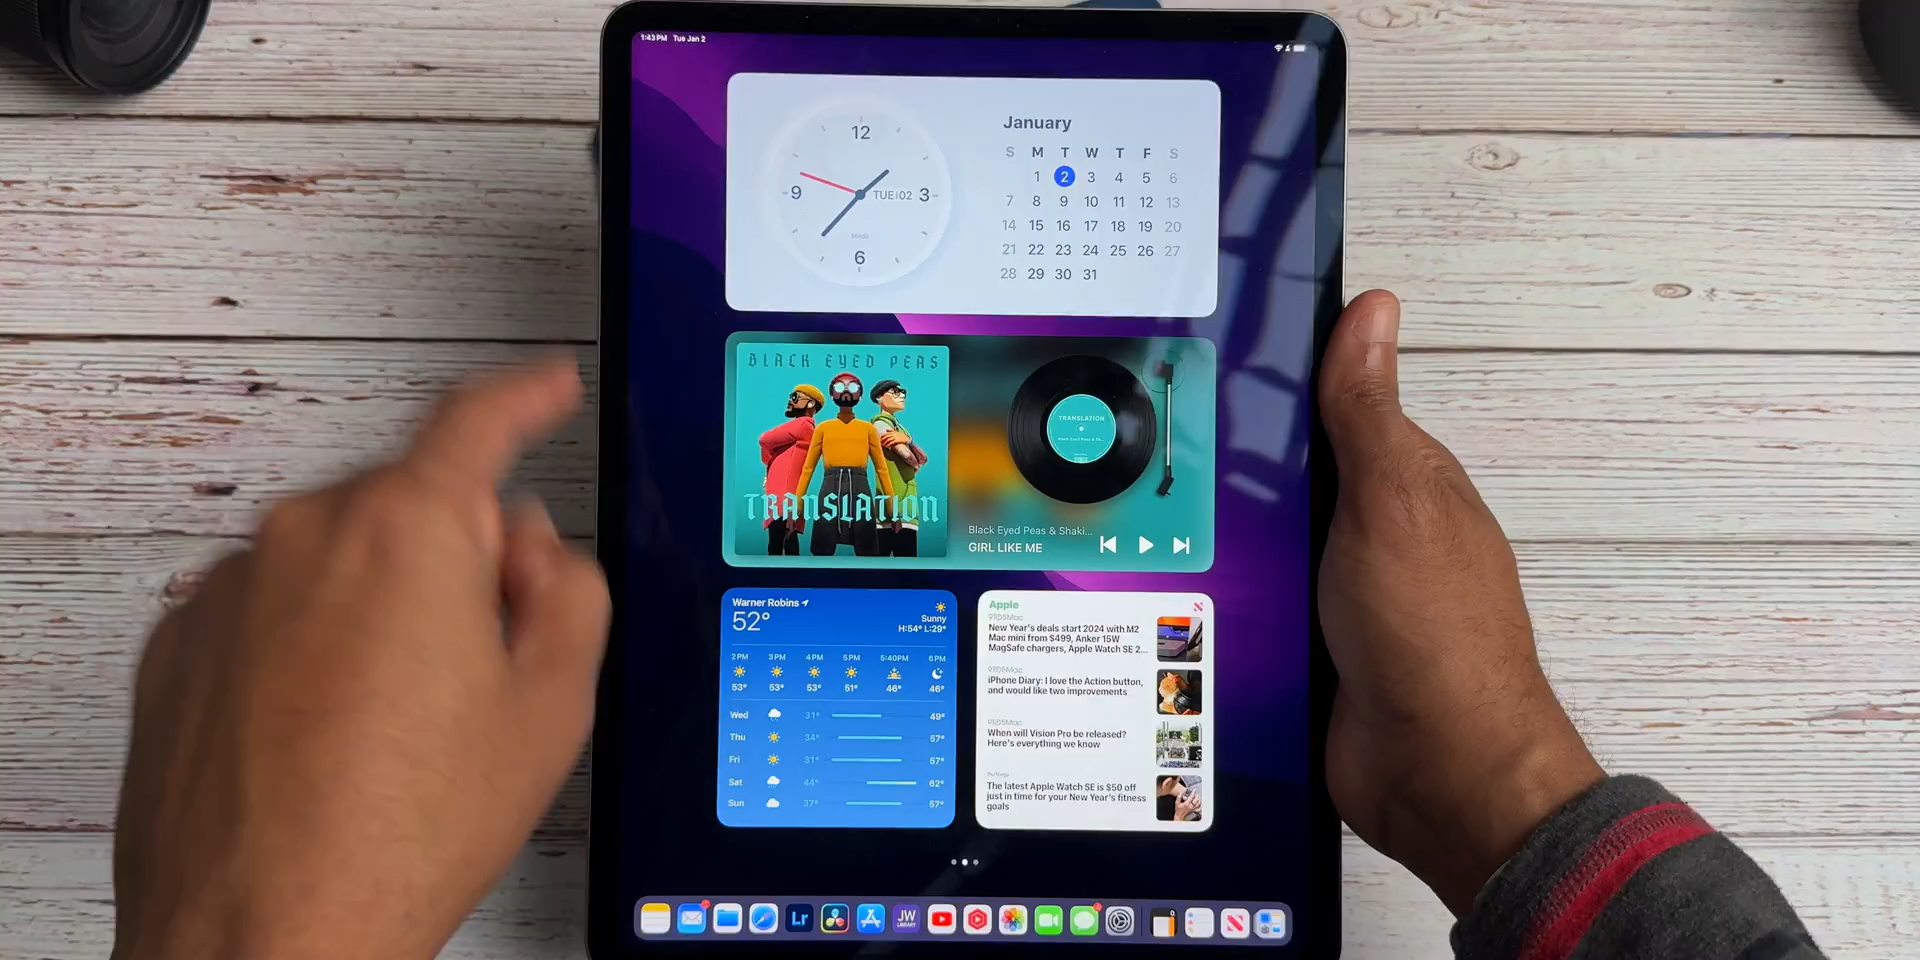 1:43 PM Tue Jan 2
12
9
3
6
TUE|02
January
S M T W T F S
1 2 3 4 5 6
7 8 9 10 11 12 13
14 15 16 17 18 19 20
21 22 23 24 25 26 27
28 29 30 31
BLACK EYED PEAS
TRANSLATION
TRANSLATION
Black Eyed Peas & Shaki...
GIRL LIKE ME
Warner Robins
52°
Sunny
H:54° L:29°
2PM 3PM 4PM 5PM 5:40PM 6PM
53° 53° 53° 51° 46° 46°
Wed 31° 49°
Thu 34° 57°
Fri 31° 57°
Sat 44° 62°
Sun 37° 57°
Apple
9TO5Mac
New Year's deals start 2024 with M2
Mac mini from $499, Anker 15W
MagSafe chargers, Apple Watch SE 2...
9TO5Mac
iPhone Diary: I love the Action button,
and would like two improvements
9TO5Mac
When will Vision Pro be released?
Here's everything we know
The latest Apple Watch SE is $50 off
just in time for your New Year's fitness
goals
Lr
JW
LIBRARY